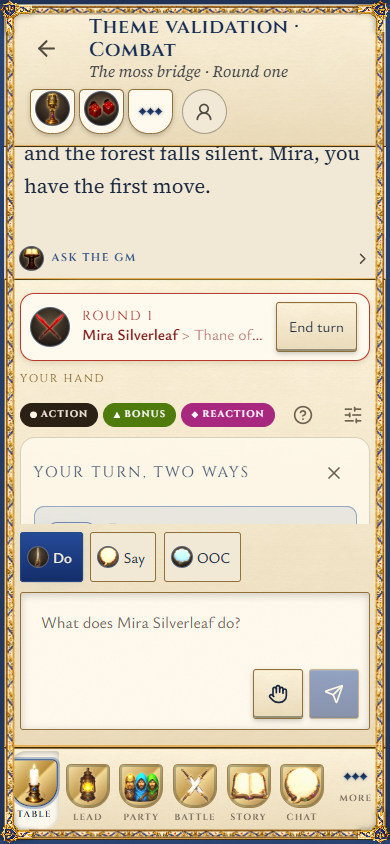 Theme validation ·
Combat
The moss bridge · Round one
and the forest falls silent. Mira, you
have the first move.
ASK THE GM
ROUND 1
Mira Silverleaf > Thane of...
End turn
YOUR HAND
ACTION
BONUS
REACTION
YOUR TURN, TWO WAYS
Do
Say
OOC
What does Mira Silverleaf do?
TABLE
LEAD
PARTY
BATTLE
STORY
CHAT
MORE